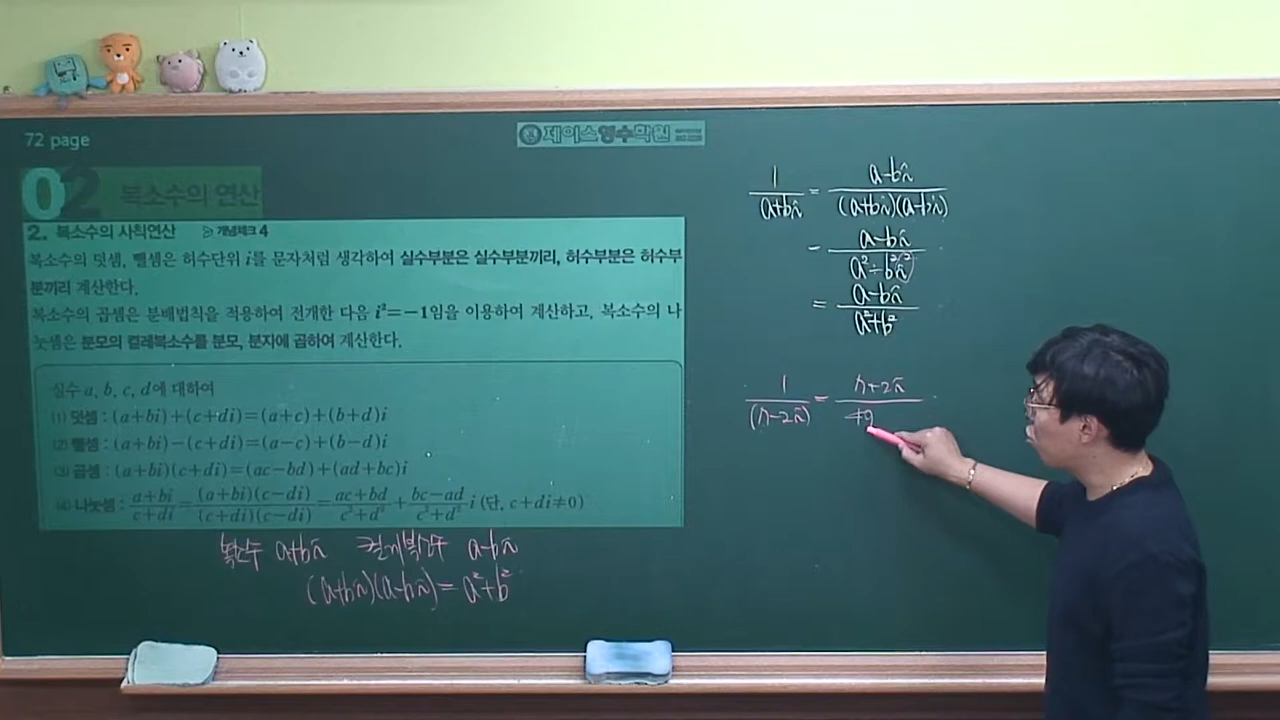 72 page
제이스영수학원
02 복소수의 연산
2. 복소수의 사칙연산 개념체크 4
복소수의 덧셈, 뺄셈은 허수단위 i를 문자처럼 생각하여 실수부분은 실수부분끼리, 허수부분은 허수부
분끼리 계산한다.
복소수의 곱셈은 분배법칙을 적용하여 전개한 다음 i²=−1임을 이용하여 계산하고, 복소수의 나
눗셈은 분모의 켤레복소수를 분모, 분자에 곱하여 계산한다.
실수 a, b, c, d에 대하여
(1) 덧셈 : (a+bi)+(c+di)=(a+c)+(b+d)i
(2) 뺄셈 : (a+bi)−(c+di)=(a−c)+(b−d)i
(3) 곱셈 : (a+bi)(c+di)=(ac−bd)+(ad+bc)i
(4) 나눗셈 : (a+bi)/(c+di)=(a+bi)(c−di)/(c+di)(c−di)=(ac+bd)/(c²+d²)+(bc−ad)/(c²+d²)i (단, c+di≠0)
복소수 a+bi 켤레복소수 a-bi
(a+bi)(a-bi)=a²+b²
1/(a+bi) = (a-bi)/(a+bi)(a-bi)
= (a-bi)/(a²-b²i²)
= (a-bi)/(a²+b²)